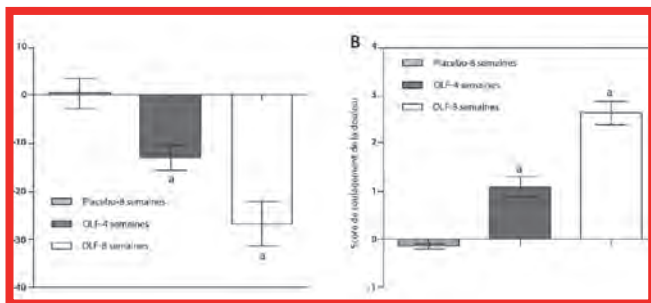 10
0
-10
-20
-30
-40
a
a
Placebo-8 semaines
OLF-4 semaines
OLF-8 semaines
B
Score de soulagement de la douleu
4
3
2
1
0
-1
Placebo-8 semaines
OLF-4 semaines
OLF-8 semaines
a
a